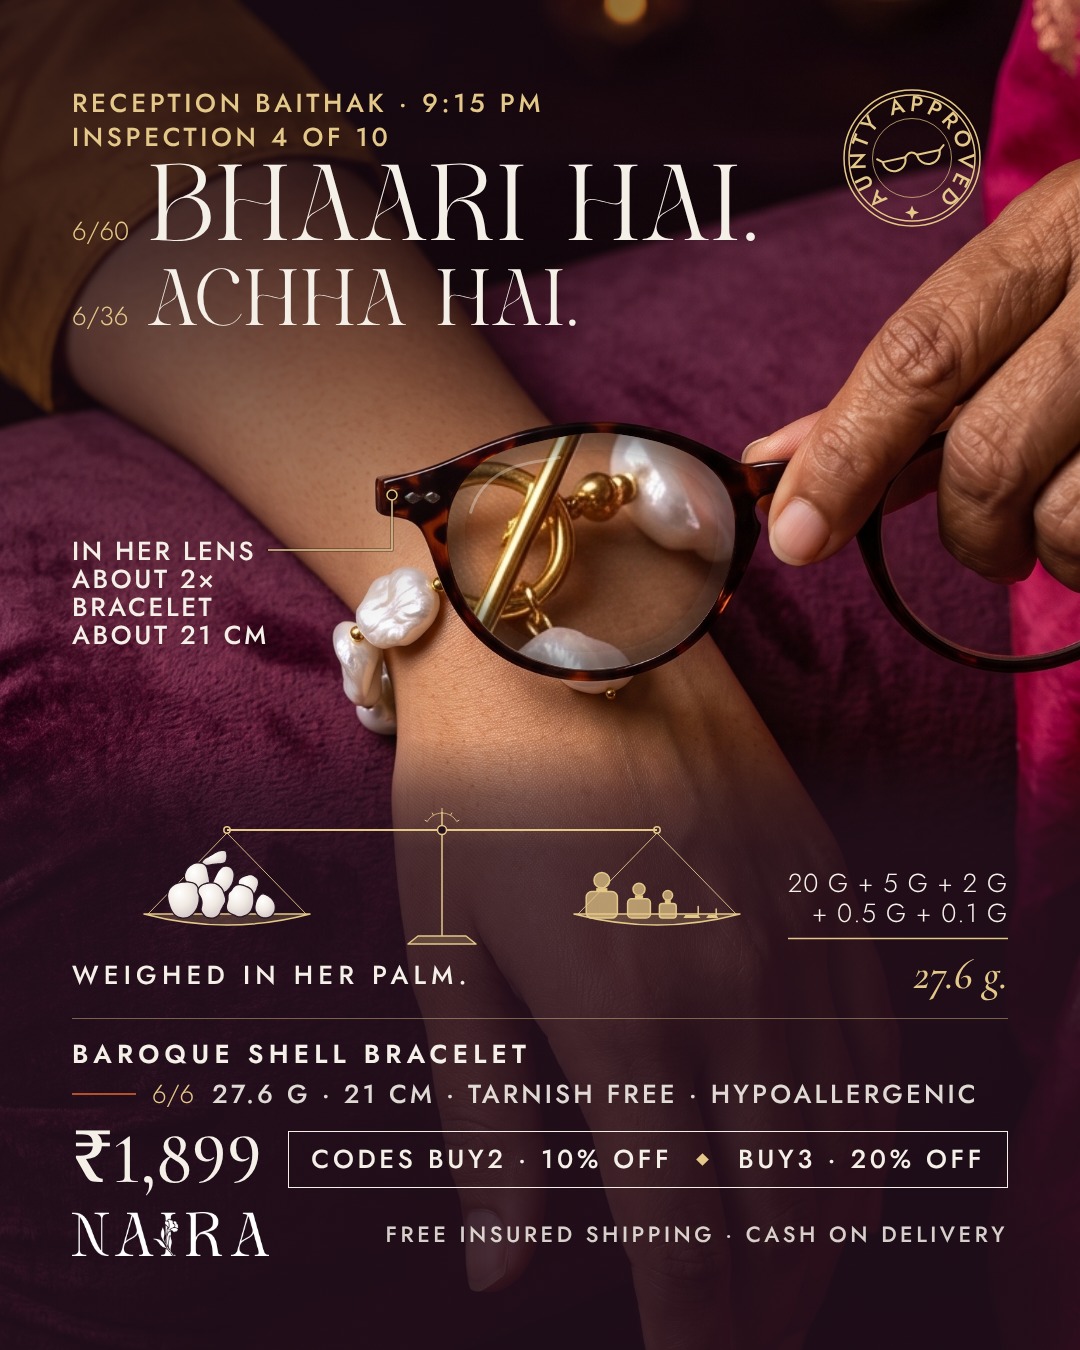 RECEPTION BAITHAK · 9:15 PM
INSPECTION 4 OF 10
AUNTY APPROVED
6/60 BHAARI HAI.
6/36 ACHHA HAI.
IN HER LENS
ABOUT 2×
BRACELET
ABOUT 21 CM
20 G + 5 G + 2 G
+ 0.5 G + 0.1 G
WEIGHED IN HER PALM.
27.6 g.
BAROQUE SHELL BRACELET
6/6 27.6 G · 21 CM · TARNISH FREE · HYPOALLERGENIC
₹1,899
CODES BUY2 · 10% OFF ◆ BUY3 · 20% OFF
NAIRA
FREE INSURED SHIPPING · CASH ON DELIVERY